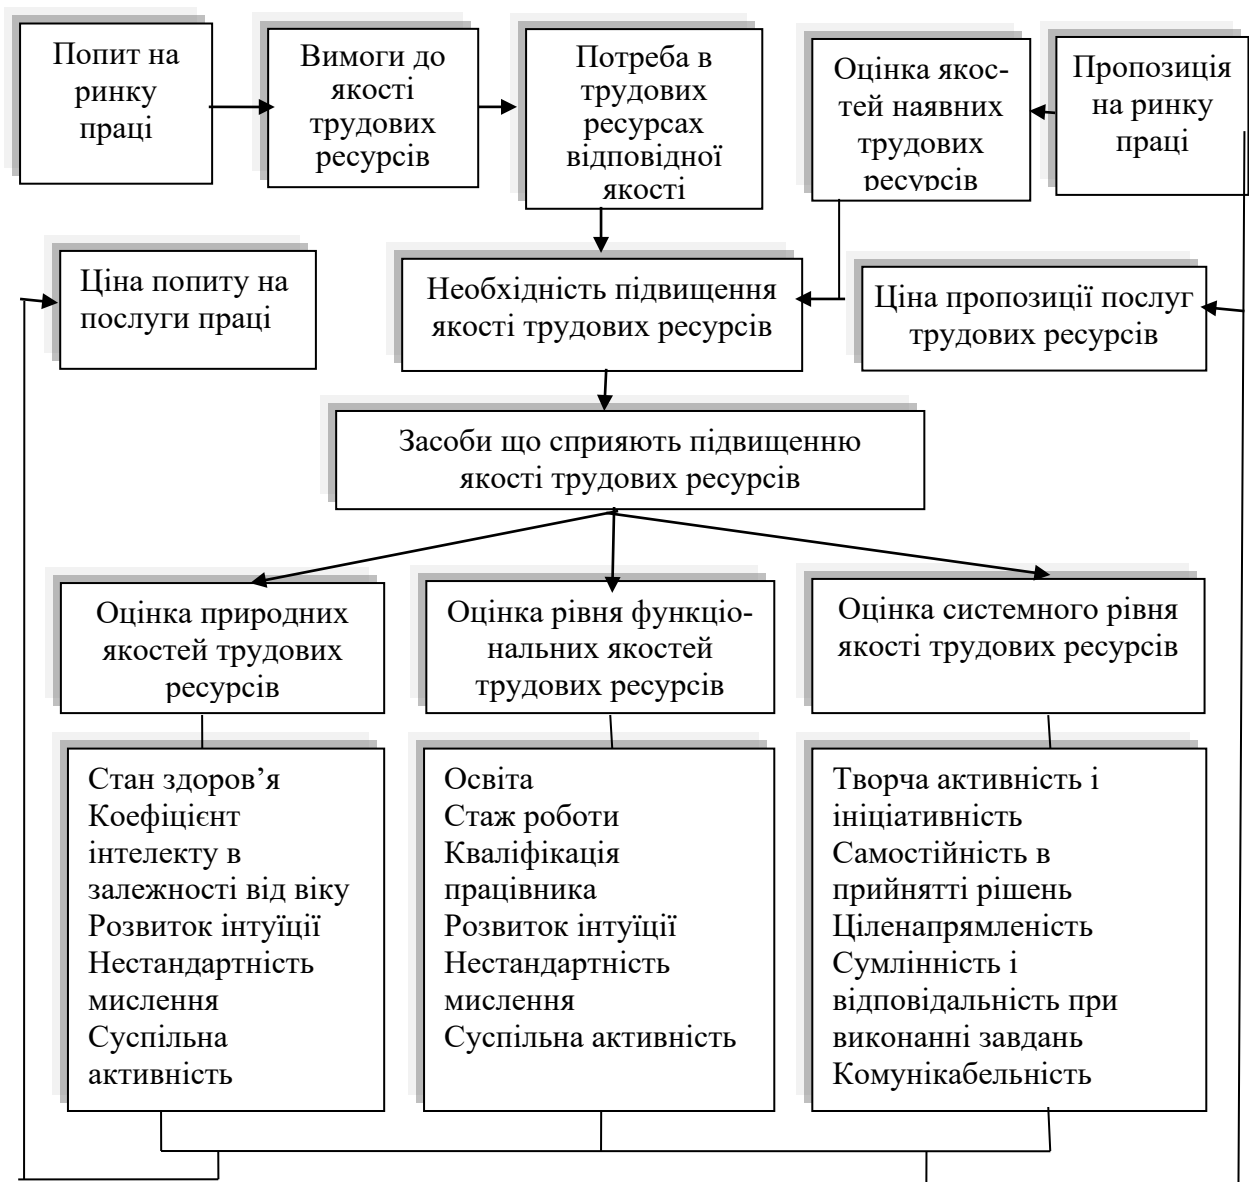 Попит на
ринку
праці
Вимоги до
якості
трудових
ресурсів
Потреба в
трудових
ресурсах
відповідної
якості
Оцінка якос-
тей наявних
трудових
ресурсів
Пропозиція
на ринку
праці
Ціна попиту на
послуги праці
Необхідність підвищення
якості трудових ресурсів
Ціна пропозиції послуг
трудових ресурсів
Засоби що сприяють підвищенню
якості трудових ресурсів
Оцінка природних
якостей трудових
ресурсів
Оцінка рівня функціо-
нальних якостей
трудових ресурсів
Оцінка системного рівня
якості трудових ресурсів
Стан здоров’я
Коефіцієнт
інтелекту в
залежності від віку
Розвиток інтуїції
Нестандартність
мислення
Суспільна
активність
Освіта
Стаж роботи
Кваліфікація
працівника
Розвиток інтуїції
Нестандартність
мислення
Суспільна активність
Творча активність і
ініціативність
Самостійність в
прийнятті рішень
Ціленапрямленість
Сумлінність і
відповідальність при
виконанні завдань
Комунікабельність